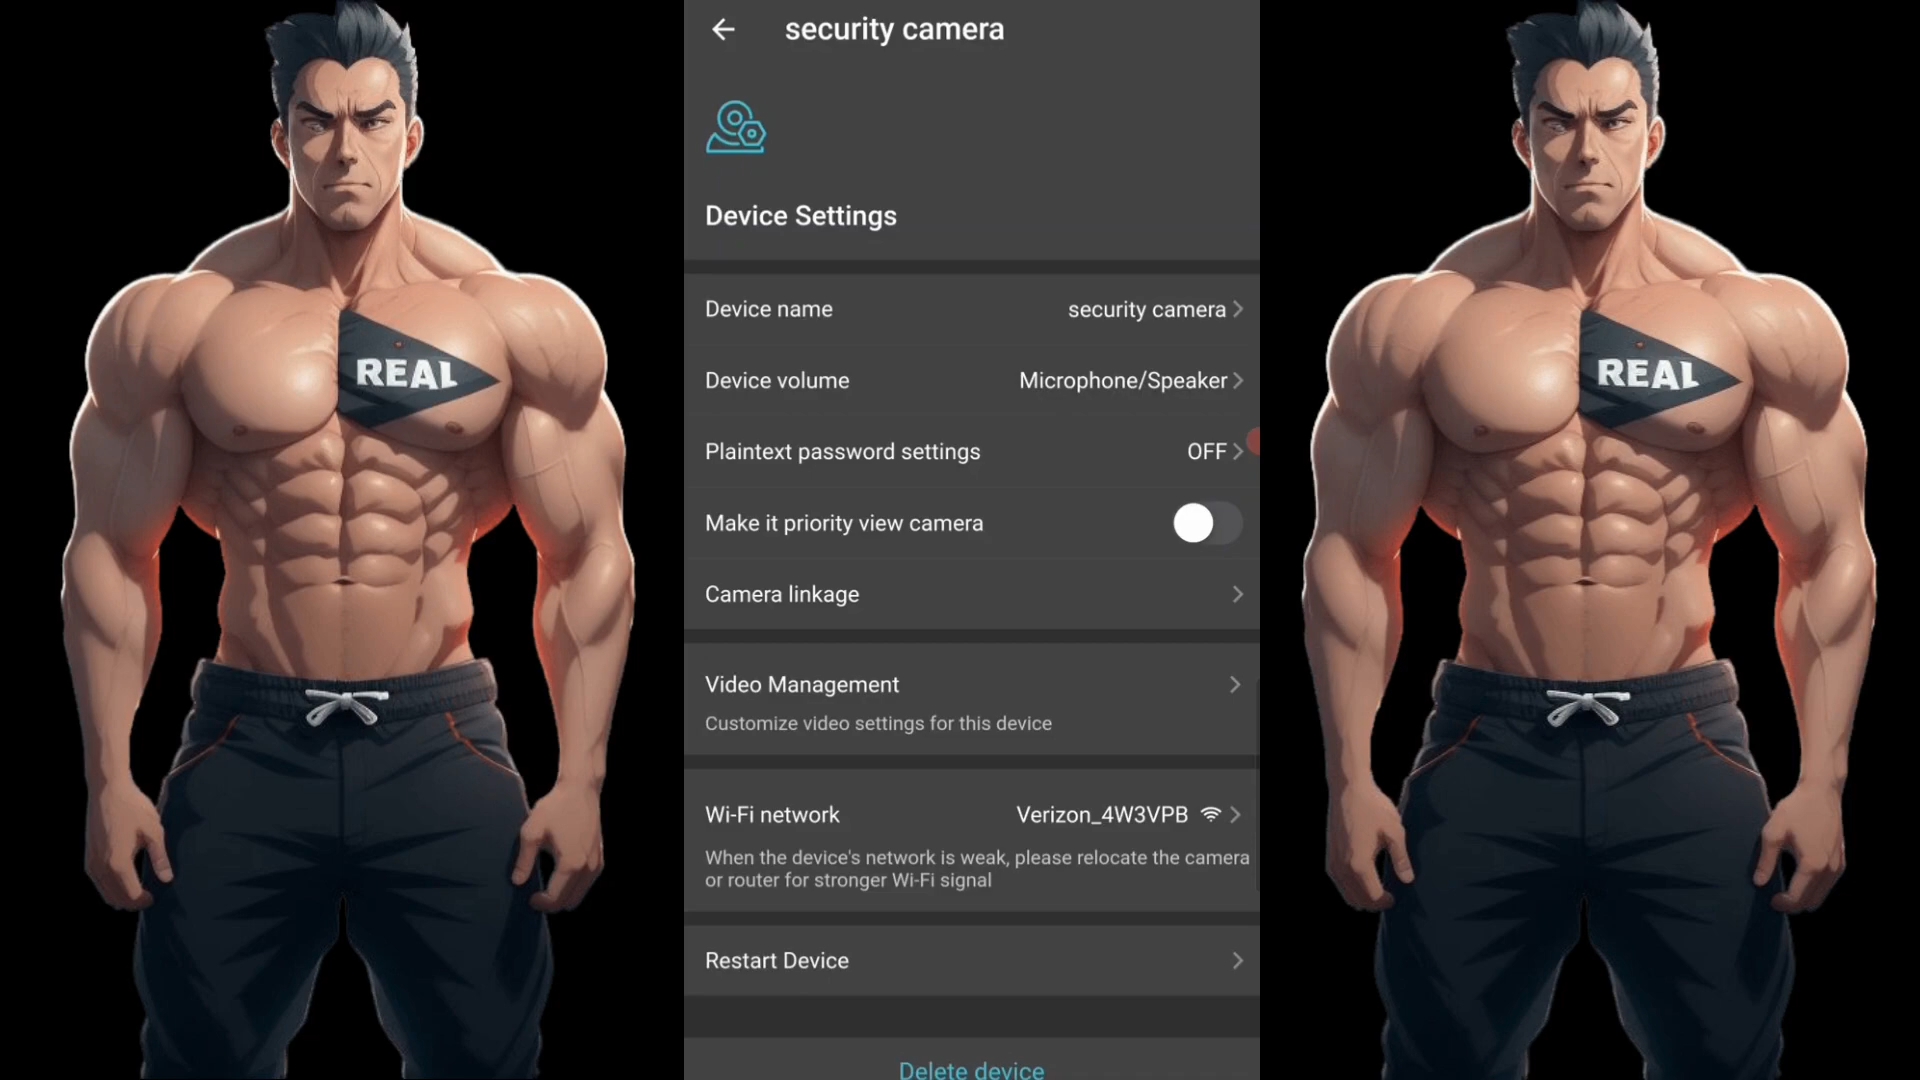 security camera
Device Settings
Device name security camera
Device volume Microphone/Speaker
Plaintext password settings OFF
Make it priority view camera
Camera linkage
Video Management
Customize video settings for this device
Wi-Fi network Verizon_4W3VPB
When the device's network is weak, please relocate the camera
or router for stronger Wi-Fi signal
Restart Device
Delete device
REAL
REAL